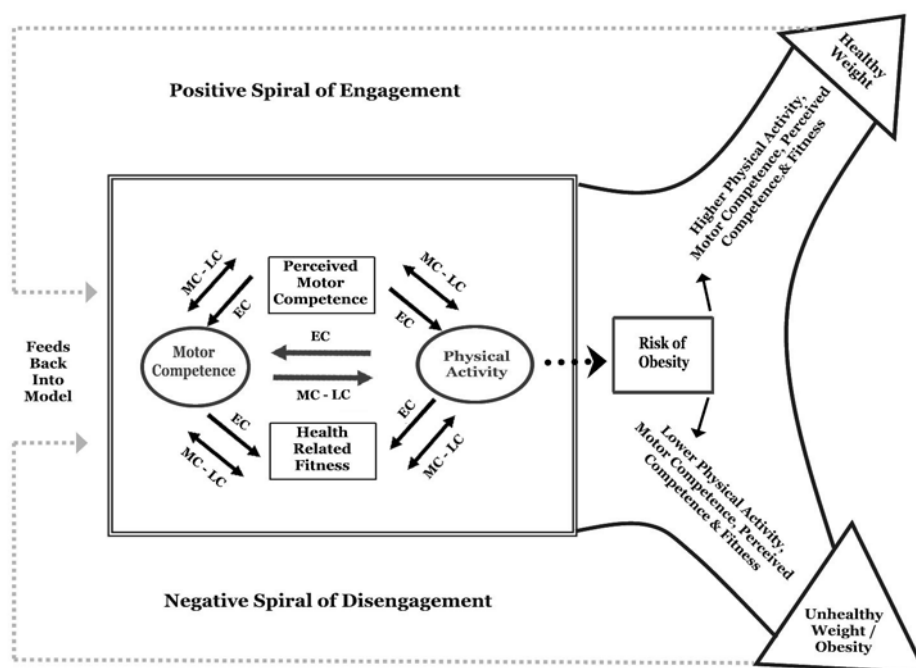 Positive Spiral of Engagement
Healthy
Weight
Higher Physical Activity,
Motor Competence, Perceived
Competence,& Fitness
MC - LC
EC
Perceived
Motor
Competence
MC - LC
EC
Feeds
Back
Into
Model
Motor
Competence
EC
MC - LC
Physical
Activity
Risk of
Obesity
EC
MC - LC
Health
Related
Fitness
EC
MC - LC
Lower Physical Activity,
Motor Competence, Perceived
Competence & Fitness
Negative Spiral of Disengagement
Unhealthy
Weight /
Obesity